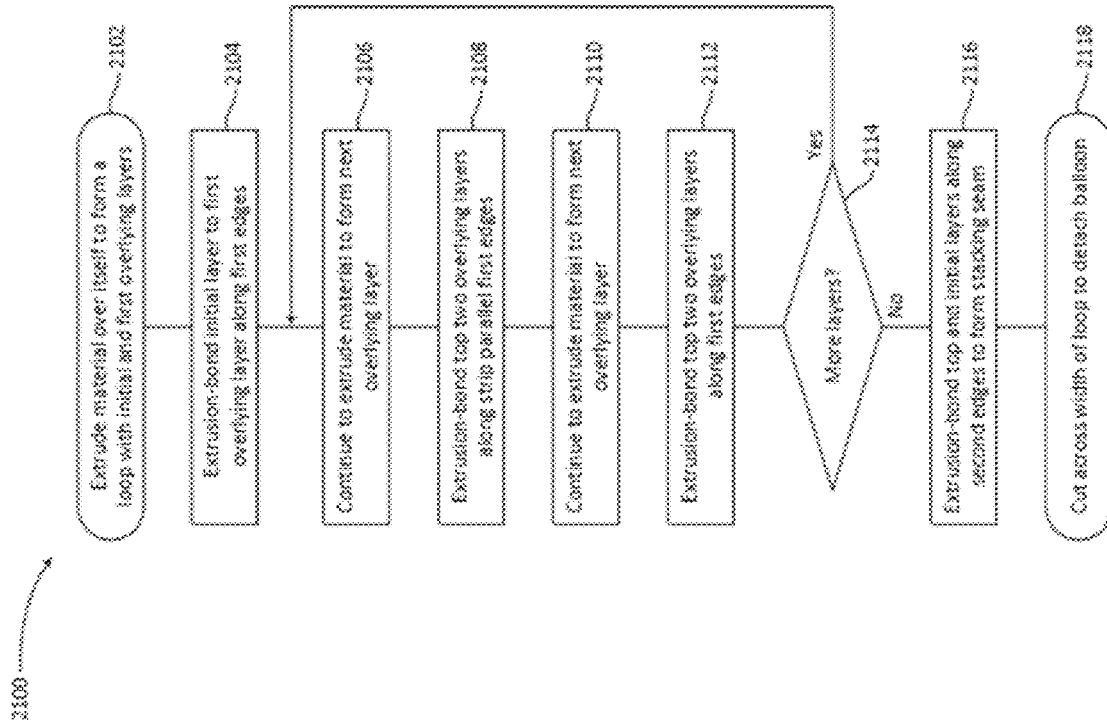 2100
Extrude material over itself to form a
loop with initial and first overlying layers
2102
Extrusion-bond initial layer to first
overlying layer along first edges
2104
Continue to extrude material to form next
overlying layer
2106
Extrusion-bond top two overlying layers
along strip parallel first edges
2108
Continue to extrude material to form next
overlying layer
2110
Extrusion-bond top two overlying layers
along first edges
2112
More layers?
Yes
2114
No
Extrusion-bond top and initial layers along
second edges to form stacking seam
2116
Cut across width of loop to detach balloon
2118